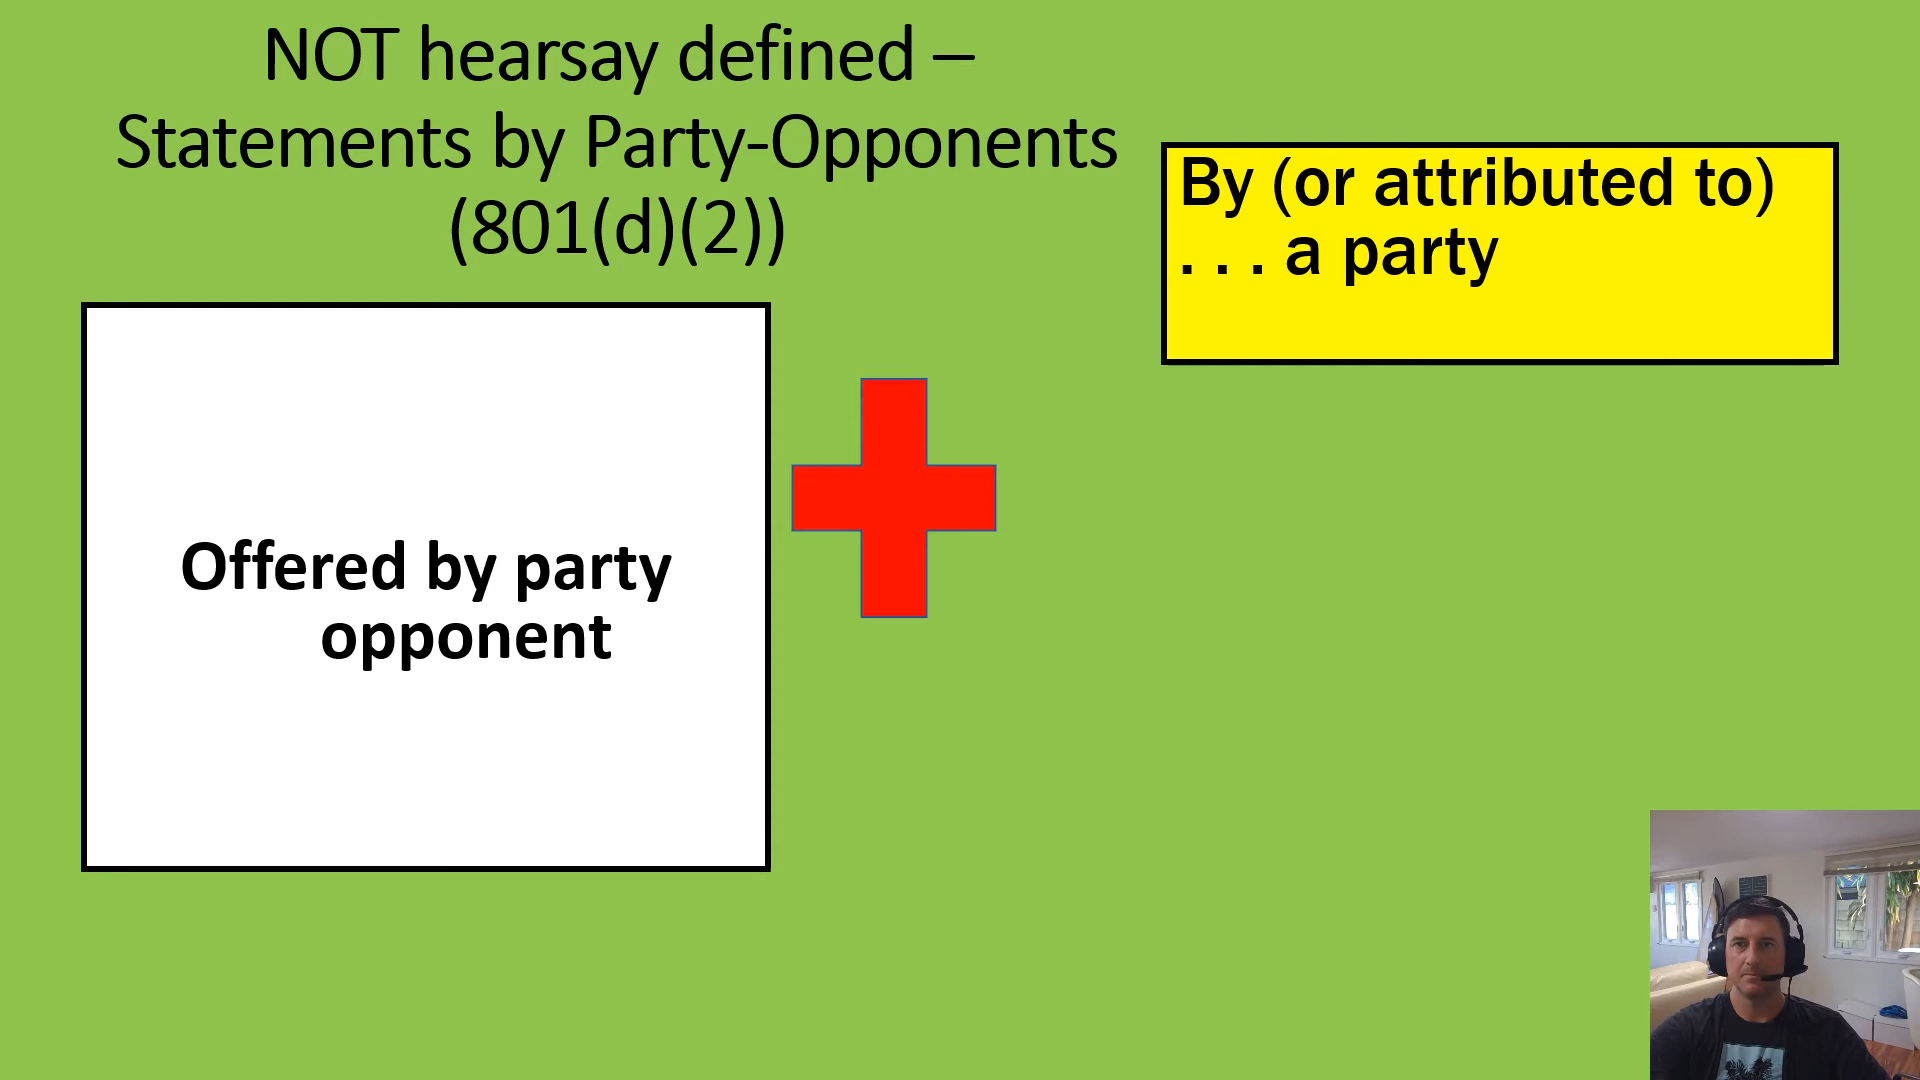 NOT hearsay defined –
Statements by Party-Opponents
(801(d)(2))
By (or attributed to)
. . . a party
Offered by party
opponent